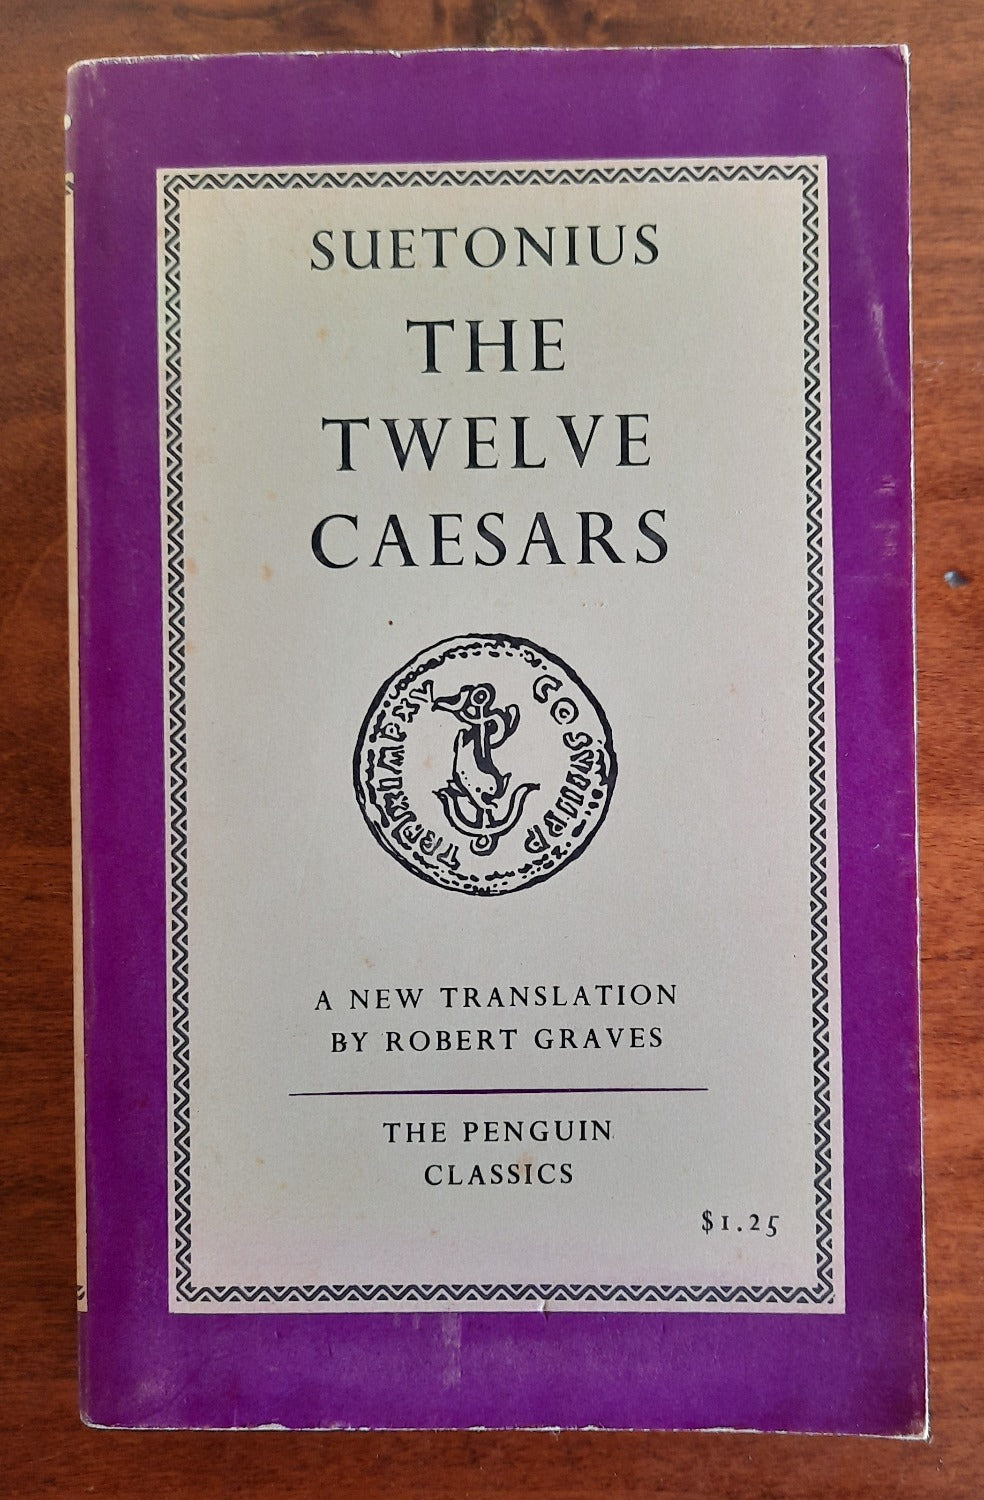 SUETONIUS
THE
TWELVE
CAESARS
A NEW TRANSLATION
BY ROBERT GRAVES
THE PENGUIN
CLASSICS
$1.25